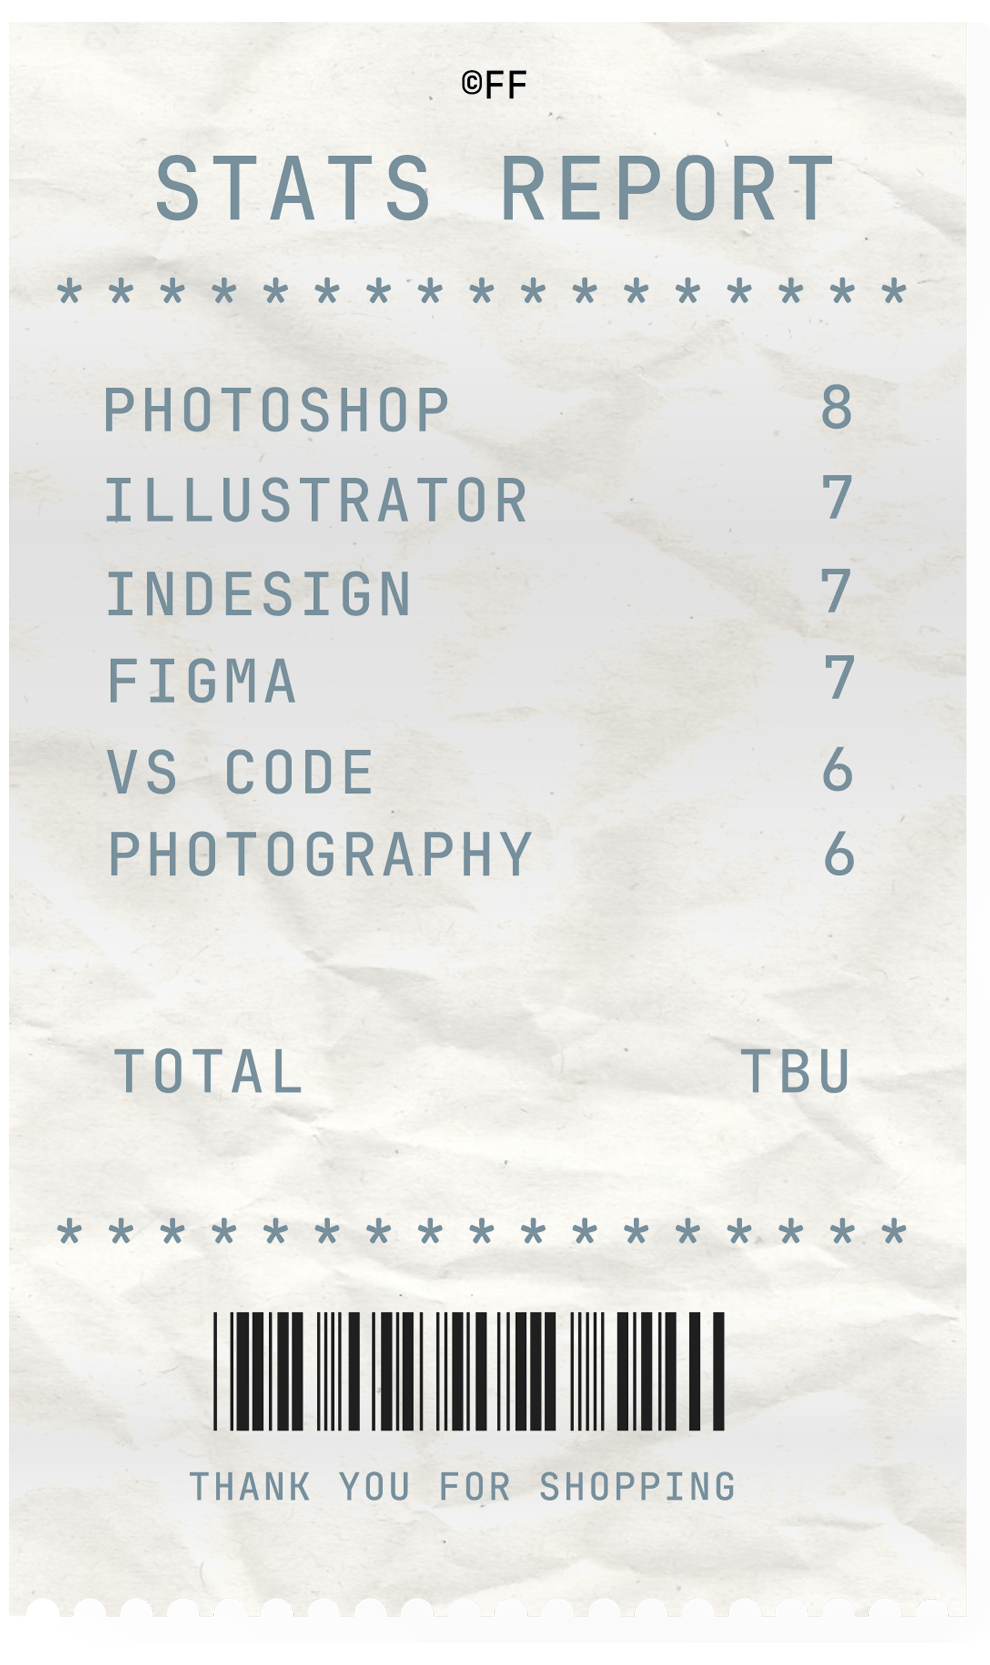 ©FF
STATS REPORT
* * * * * * * * * * * * * * * * *
PHOTOSHOP 8
ILLUSTRATOR 7
INDESIGN 7
FIGMA 7
VS CODE 6
PHOTOGRAPHY 6
TOTAL TBU
* * * * * * * * * * * * * * * * *
THANK YOU FOR SHOPPING